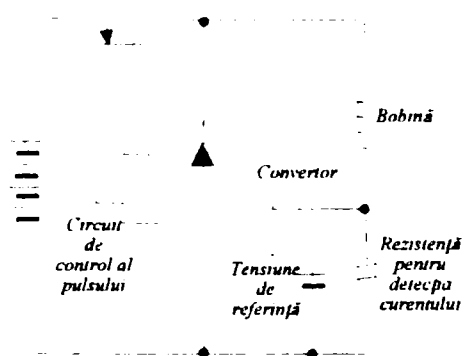 Bobină
Convertor
Circuit
de
control al
pulsului
Tensiune
de
referință
Rezistență
pentru
detecția
curentului